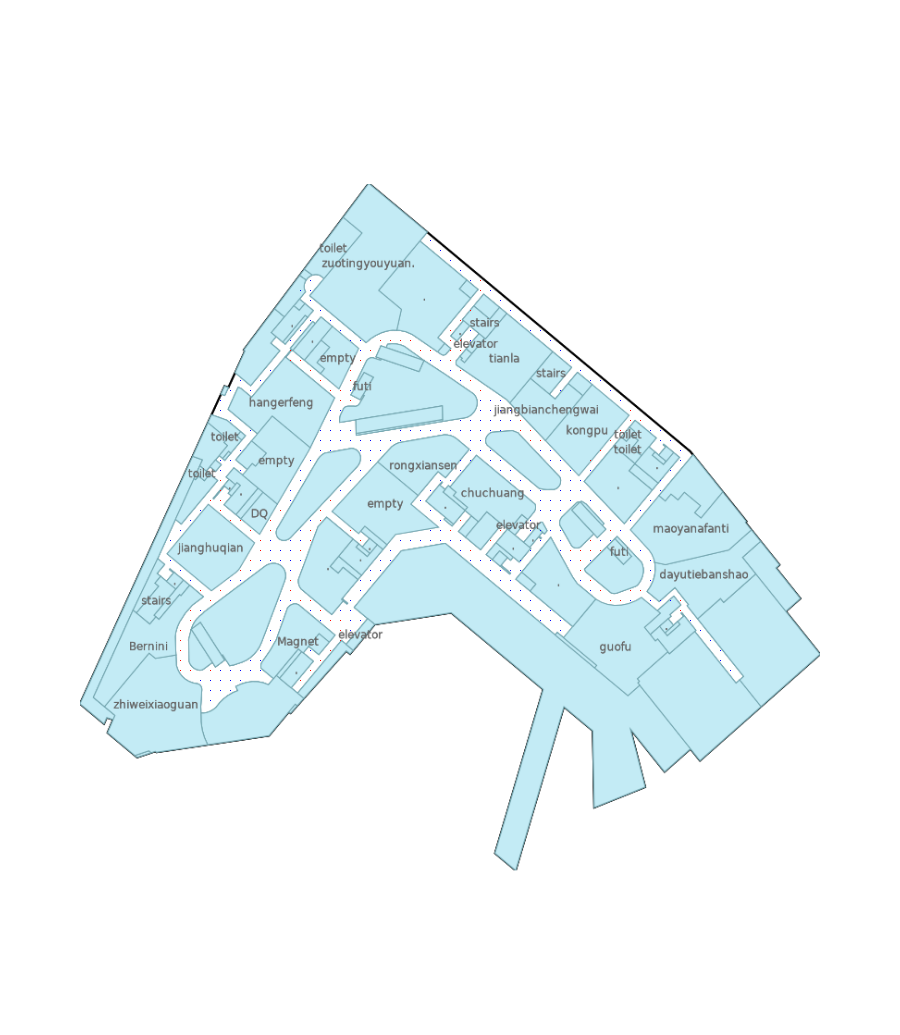 toilet
zuotingyouyuan.
stairs
elevator
empty
tianla
stairs
futi
hangerfeng
jiangbianchengwai
kongpu
toilet
toilet
toilet
empty
rongxiansen
toilet
chuchuang
empty
DQ
elevator
maoyanafanti
jianghuqian
futi
dayutiebanshao
stairs
elevator
Magnet
Bernini
guofu
zhiweixiaoguan